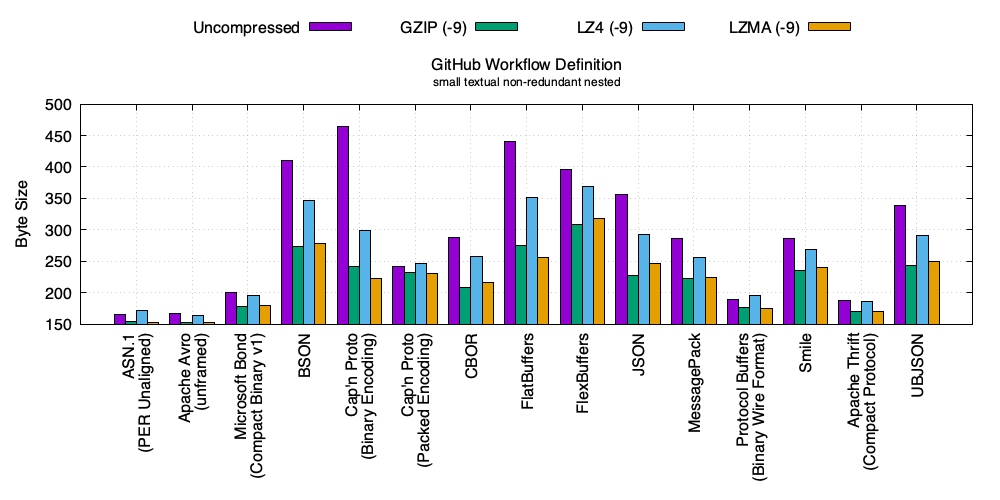 Uncompressed GZIP (-9) LZ4 (-9) LZMA (-9)
GitHub Workflow Definition
small textual non-redundant nested
Byte Size
500
450
400
350
300
250
200
150
ASN.1
(PER Unaligned)
Apache Avro
(unframed)
Microsoft Bond
(Compact Binary v1)
BSON
Cap'n Proto
(Binary Encoding)
Cap'n Proto
(Packed Encoding)
CBOR
FlatBuffers
FlexBuffers
JSON
MessagePack
Protocol Buffers
(Binary Wire Format)
Smile
Apache Thrift
(Compact Protocol)
UBJSON